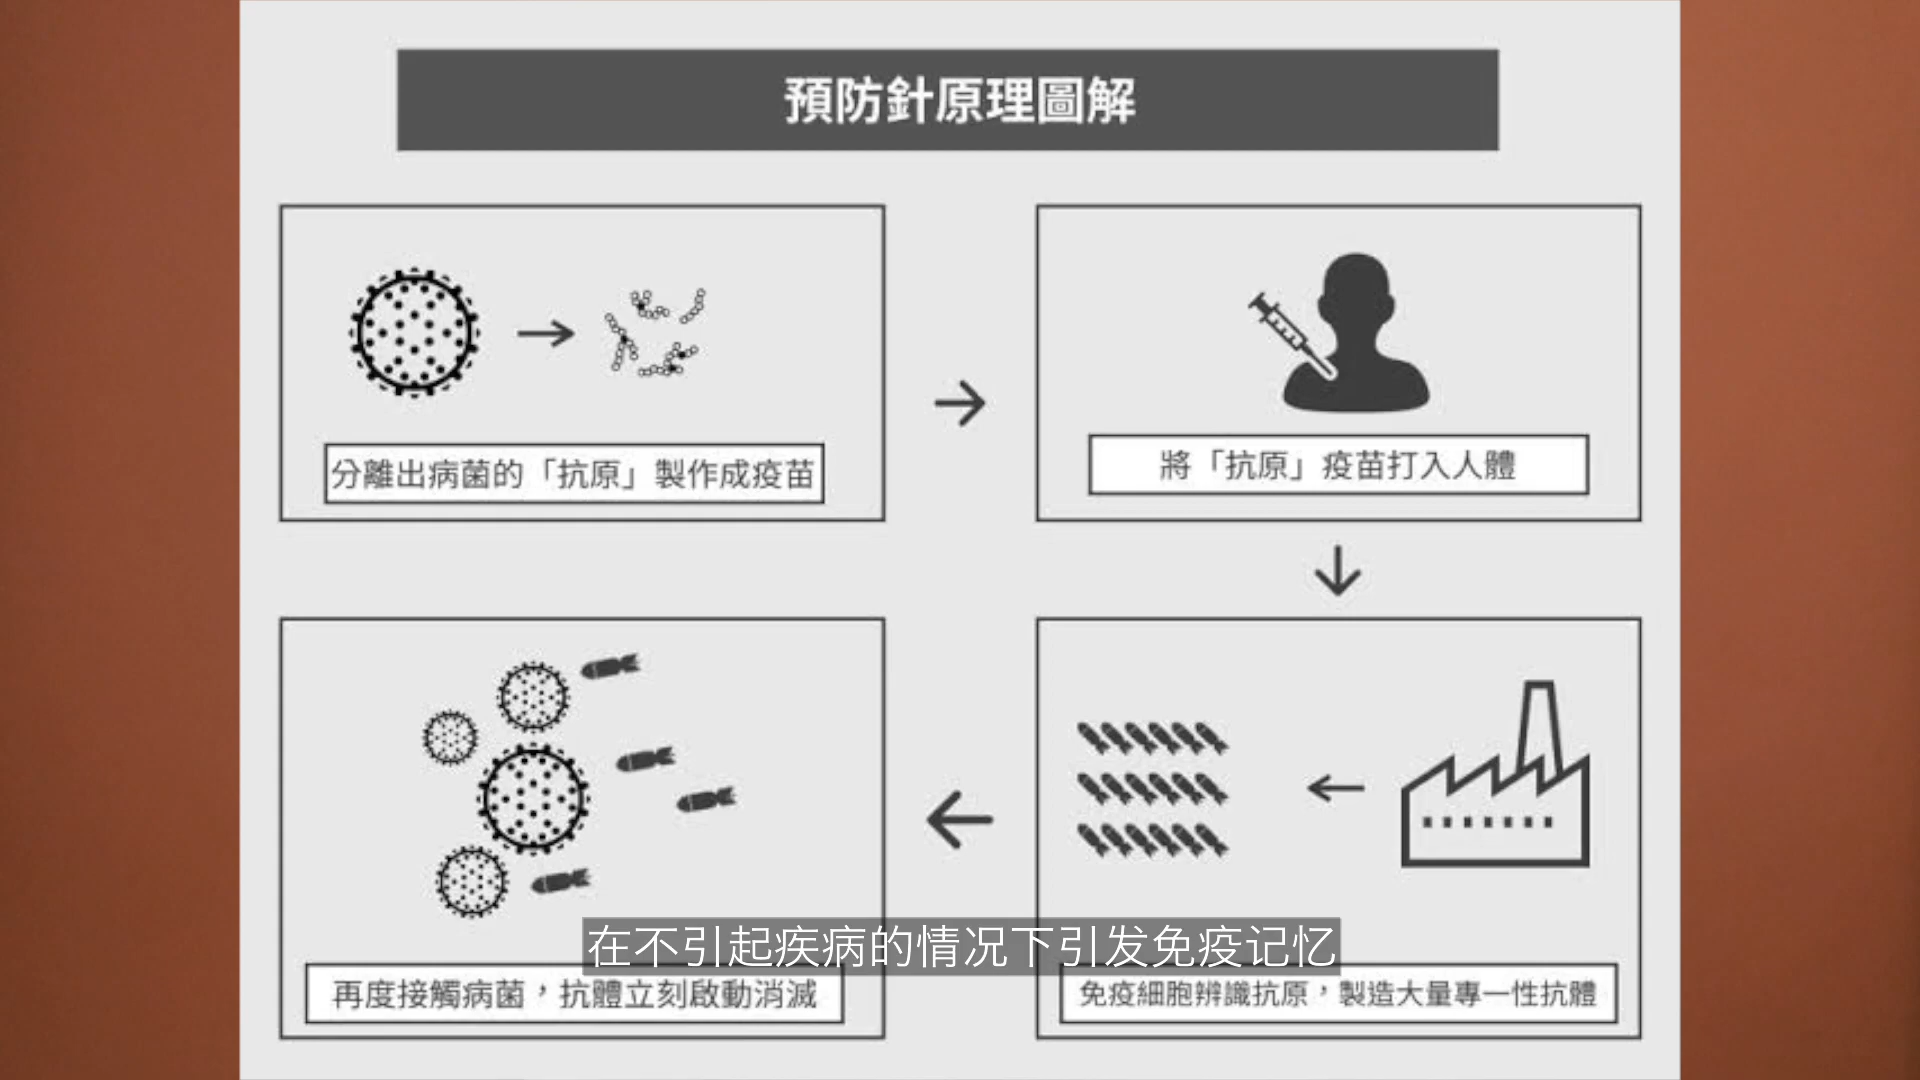 預防針原理圖解
分離出病菌的「抗原」製作成疫苗
將「抗原」疫苗打入人體
在不引起疾病的情况下引发免疫记忆
再度接觸病菌，抗體立刻啟動消滅
免疫細胞辨識抗原，製造大量專一性抗體